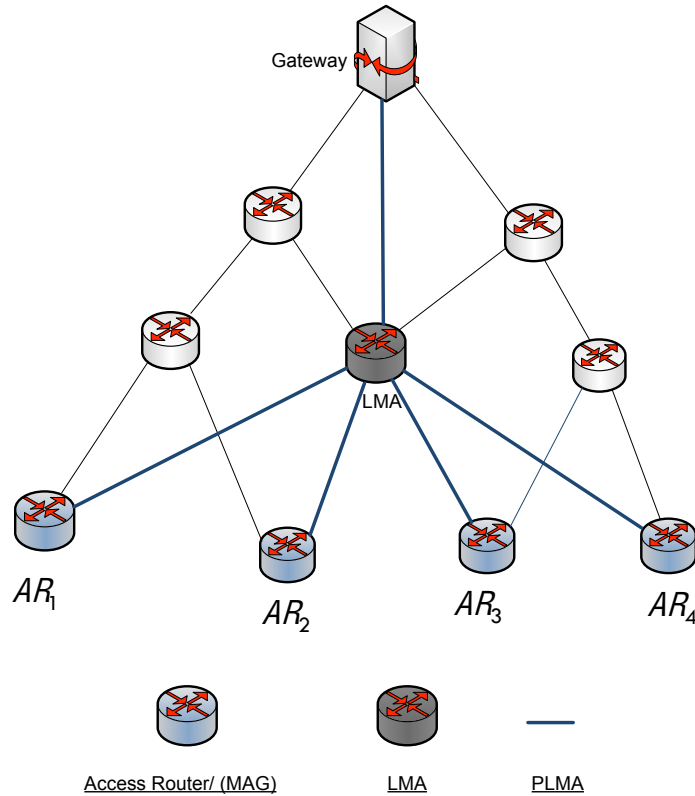 Gateway
LMA
AR1
AR2
AR3
AR4
Access Router/ (MAG)
LMA
PLMA